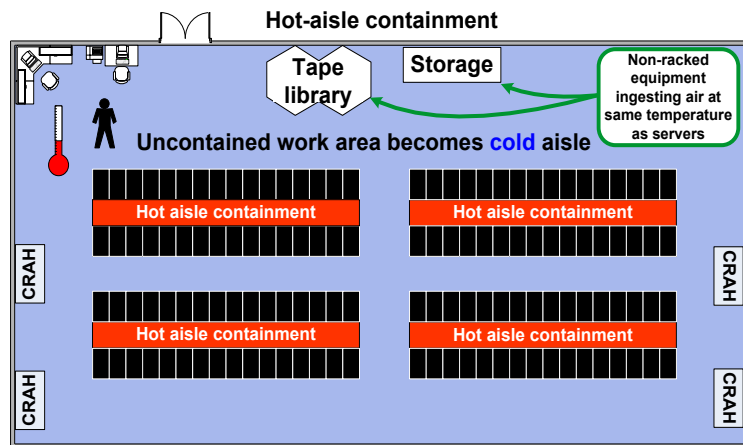 Hot-aisle containment
Tape
library
Storage
Non-racked
equipment
ingesting air at
same temperature
as servers
Uncontained work area becomes cold aisle
Hot aisle containment
Hot aisle containment
CRAH
CRAH
Hot aisle containment
Hot aisle containment
CRAH
CRAH